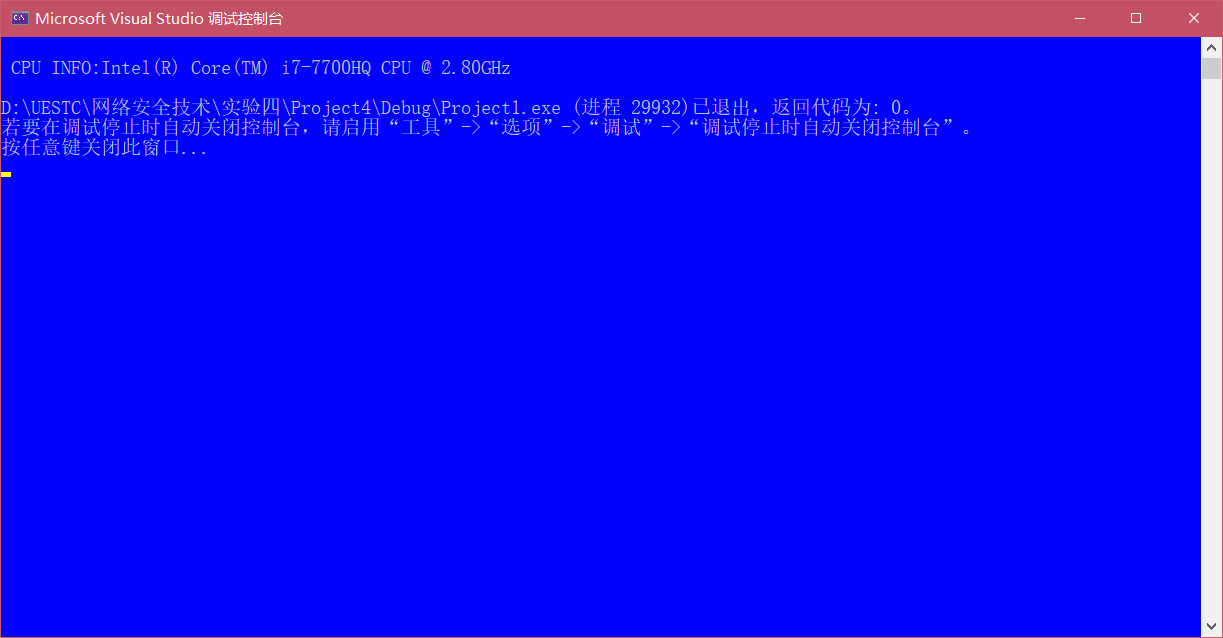 Microsoft Visual Studio 调试控制台
CPU INFO:Intel(R) Core(TM) i7-7700HQ CPU @ 2.80GHz
D:\UESTC\网络安全技术\实验四\Project4\Debug\Project1.exe (进程 29932)已退出，返回代码为: 0。
若要在调试停止时自动关闭控制台，请启用“工具”->“选项”->“调试”->“调试停止时自动关闭控制台”。
按任意键关闭此窗口...